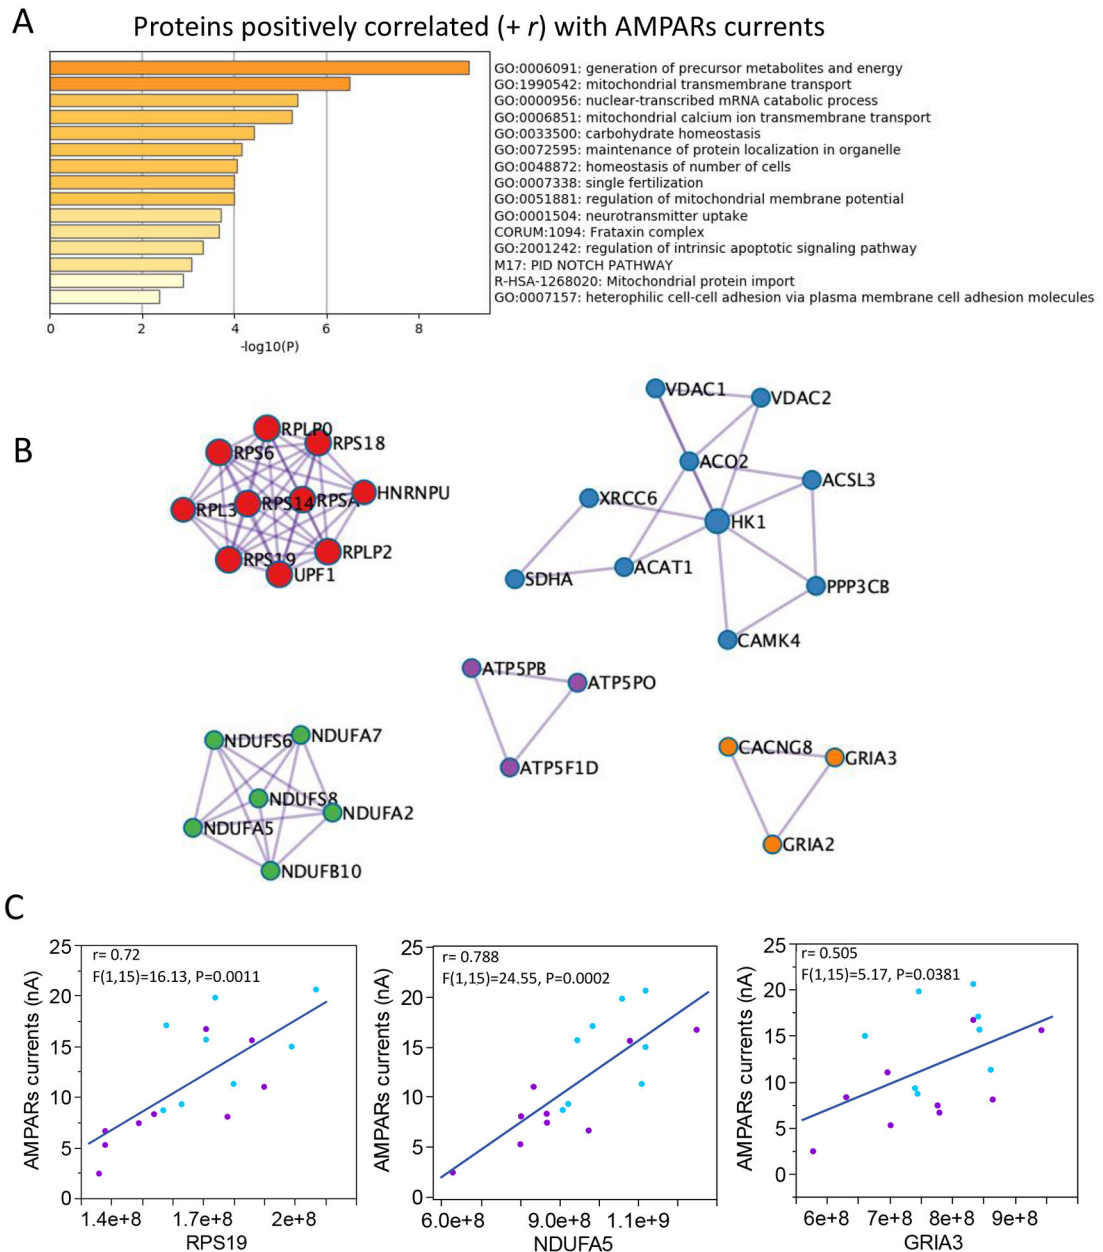 A
Proteins positively correlated (+ r) with AMPARs currents
GO:0006091: generation of precursor metabolites and energy
GO:1990542: mitochondrial transmembrane transport
GO:0000956: nuclear-transcribed mRNA catabolic process
GO:0006851: mitochondrial calcium ion transmembrane transport
GO:0033500: carbohydrate homeostasis
GO:0072595: maintenance of protein localization in organelle
GO:0048872: homeostasis of number of cells
GO:0007338: single fertilization
GO:0051881: regulation of mitochondrial membrane potential
GO:0001504: neurotransmitter uptake
CORUM:1094: Frataxin complex
GO:2001242: regulation of intrinsic apoptotic signaling pathway
M17: PID NOTCH PATHWAY
R-HSA-1268020: Mitochondrial protein import
GO:0007157: heterophilic cell-cell adhesion via plasma membrane cell adhesion molecules
0 2 4 6 8
-log10(P)
B
RPLP0
RPS18
RPS6
HNRNPU
RPL3
RPS14
RPSA
RPS19
RPLP2
UPF1
VDAC1
VDAC2
ACO2
ACSL3
XRCC6
HK1
SDHA
ACAT1
PPP3CB
CAMK4
ATP5PB
ATP5PO
ATP5F1D
NDUFS6
NDUFA7
NDUFS8
NDUFA2
NDUFA5
NDUFB10
CACNG8
GRIA3
GRIA2
C
AMPARs currents (nA)
25
20
15
10
5
0
r= 0.72
F(1,15)=16.13, P=0.0011
1.4e+8 1.7e+8 2e+8
RPS19
AMPARs currents (nA)
25
20
15
10
5
0
r= 0.788
F(1,15)=24.55, P=0.0002
6.0e+8 9.0e+8 1.1e+9
NDUFA5
AMPARs currents (nA)
25
20
15
10
5
0
r= 0.505
F(1,15)=5.17, P=0.0381
6e+8 7e+8 8e+8 9e+8
GRIA3